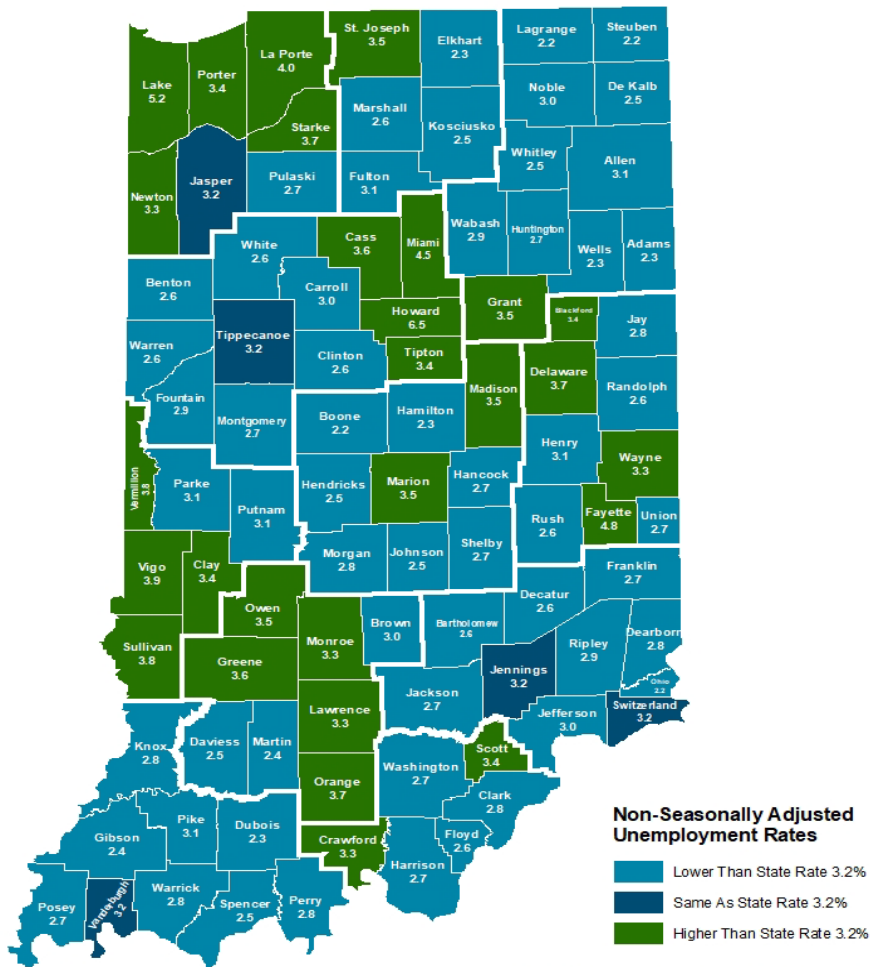 St. Joseph
3.5
Elkhart
2.3
Lagrange
2.2
Steuben
2.2
La Porte
4.0
Porter
3.4
Lake
5.2
Noble
3.0
De Kalb
2.5
Marshall
2.6
Kosciusko
2.5
Starke
3.7
Whitley
2.5
Allen
3.1
Jasper
3.2
Pulaski
2.7
Fulton
3.1
Newton
3.3
Wabash
2.9
Huntington
2.7
Wells
2.3
Adams
2.3
White
2.6
Cass
3.6
Miami
4.5
Benton
2.6
Carroll
3.0
Grant
3.5
Blackford
3.4
Jay
2.8
Howard
6.5
Tippecanoe
3.2
Warren
2.6
Clinton
2.6
Tipton
3.4
Delaware
3.7
Madison
3.5
Randolph
2.6
Fountain
2.9
Montgomery
2.7
Boone
2.2
Hamilton
2.3
Henry
3.1
Wayne
3.3
Vermillion
3.8
Parke
3.1
Putnam
3.1
Hendricks
2.5
Marion
3.5
Hancock
2.7
Rush
2.6
Fayette
4.8
Union
2.7
Vigo
3.9
Clay
3.4
Morgan
2.8
Johnson
2.5
Shelby
2.7
Franklin
2.7
Decatur
2.6
Owen
3.5
Sullivan
3.8
Greene
3.6
Monroe
3.3
Brown
3.0
Bartholomew
2.6
Ripley
2.9
Dearborn
2.8
Jennings
3.2
Ohio
2.2
Switzerland
3.2
Jackson
2.7
Jefferson
3.0
Lawrence
3.3
Knox
2.8
Daviess
2.5
Martin
2.4
Scott
3.4
Washington
2.7
Orange
3.7
Clark
2.8
Pike
3.1
Dubois
2.3
Gibson
2.4
Crawford
3.3
Floyd
2.6
Harrison
2.7
Posey
2.7
Vanderburgh
3.2
Warrick
2.8
Spencer
2.5
Perry
2.8
Non-Seasonally Adjusted
Unemployment Rates
Lower Than State Rate 3.2%
Same As State Rate 3.2%
Higher Than State Rate 3.2%